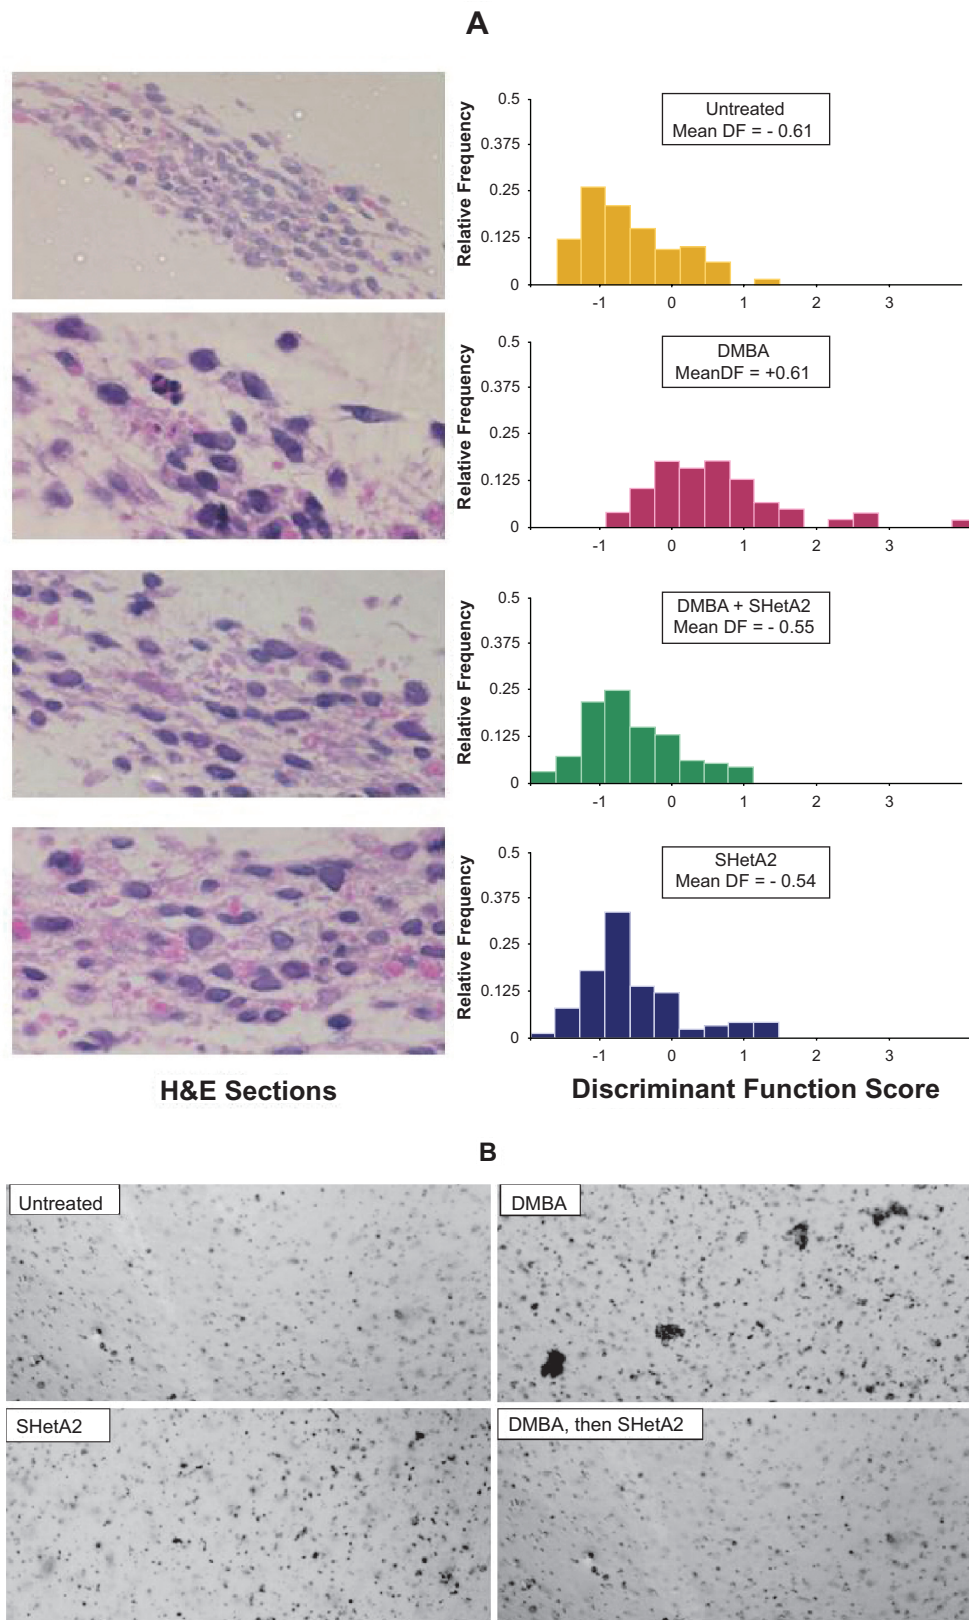 A
Relative Frequency
0.5
0.375
0.25
0.125
0
Untreated
Mean DF = - 0.61
-1 0 1 2 3
Relative Frequency
0.5
0.375
0.25
0.125
0
DMBA
MeanDF = +0.61
-1 0 1 2 3
Relative Frequency
0.5
0.375
0.25
0.125
0
DMBA + SHetA2
Mean DF = - 0.55
-1 0 1 2 3
Relative Frequency
0.5
0.375
0.25
0.125
0
SHetA2
Mean DF = - 0.54
-1 0 1 2 3
H&E Sections
Discriminant Function Score
B
Untreated
DMBA
SHetA2
DMBA, then SHetA2